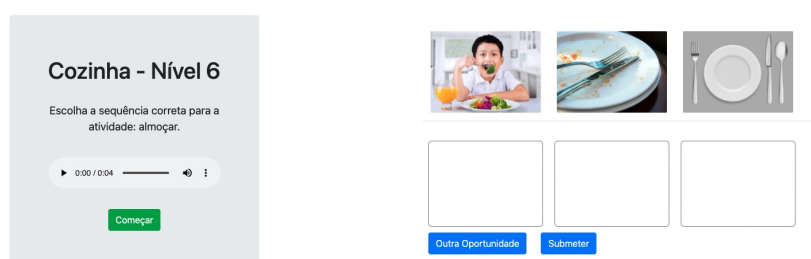 Cozinha - Nível 6
Escolha a sequência correta para a
atividade: almoçar.
0:00 / 0:04
Começar
Outra Oportunidade
Submeter